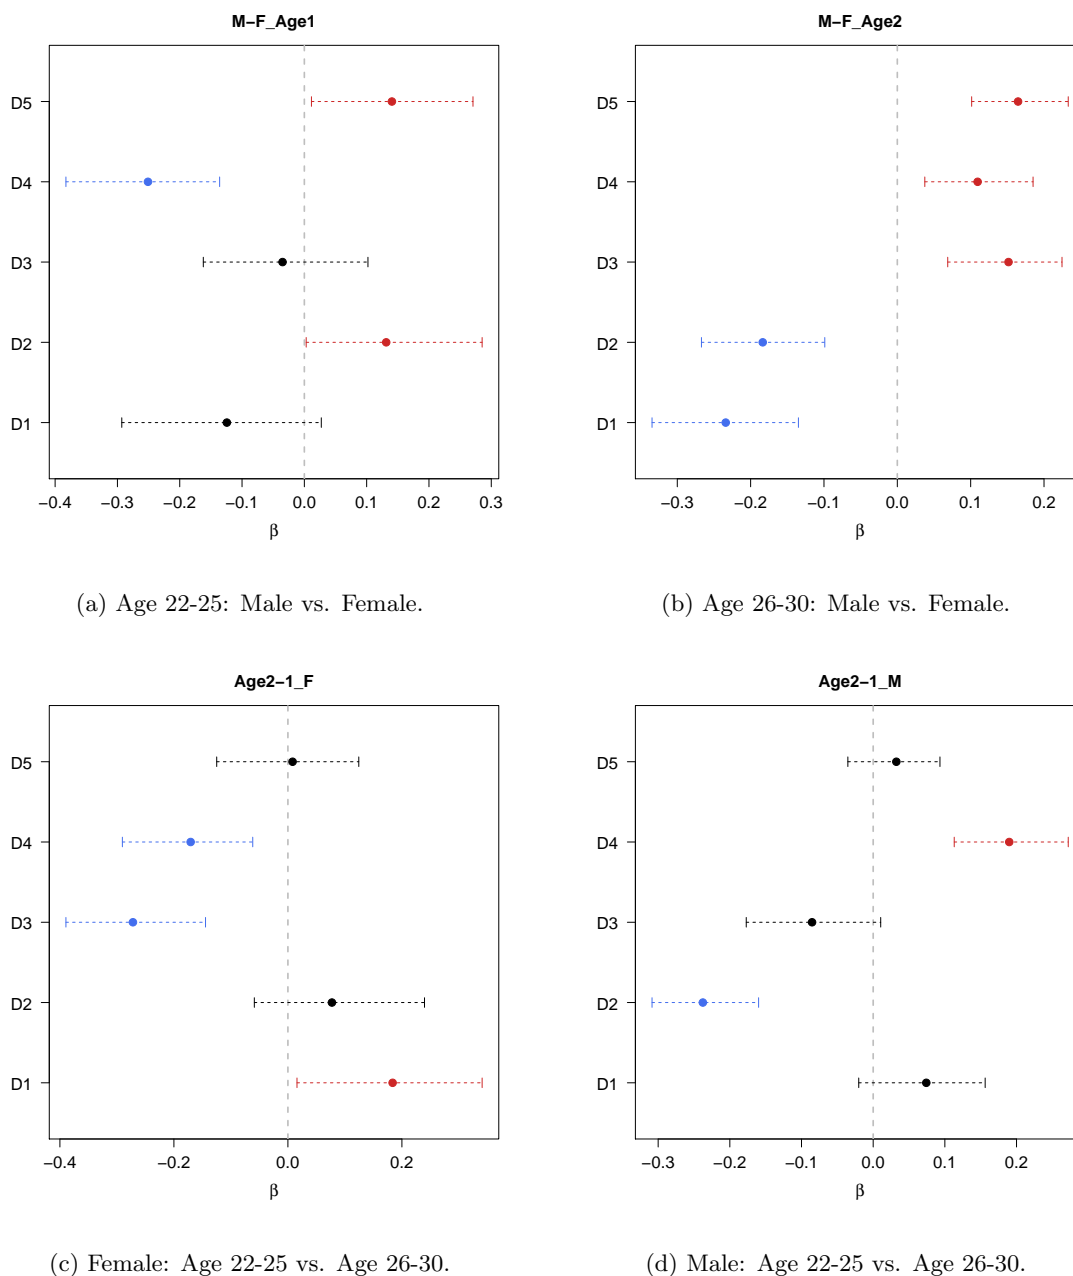 M−F_Age1
D5
D4
D3
D2
D1
−0.4 −0.3 −0.2 −0.1 0.0 0.1 0.2 0.3
β
(a) Age 22-25: Male vs. Female.
M−F_Age2
D5
D4
D3
D2
D1
−0.3 −0.2 −0.1 0.0 0.1 0.2
β
(b) Age 26-30: Male vs. Female.
Age2−1_F
D5
D4
D3
D2
D1
−0.4 −0.2 0.0 0.2
β
(c) Female: Age 22-25 vs. Age 26-30.
Age2−1_M
D5
D4
D3
D2
D1
−0.3 −0.2 −0.1 0.0 0.1 0.2
β
(d) Male: Age 22-25 vs. Age 26-30.